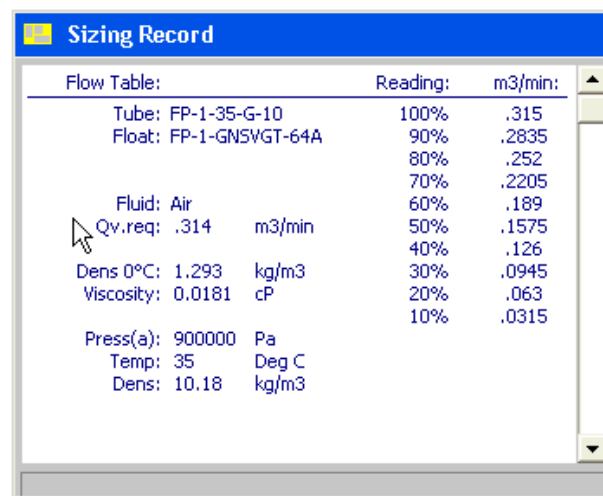 Sizing Record
Flow Table: Reading: m3/min:
Tube: FP-1-35-G-10 100% .315
Float: FP-1-GNSVGT-64A 90% .2835
80% .252
70% .2205
Fluid: Air 60% .189
Qv.req: .314 m3/min 50% .1575
40% .126
Dens 0°C: 1.293 kg/m3 30% .0945
Viscosity: 0.0181 cP 20% .063
10% .0315
Press(a): 900000 Pa
Temp: 35 Deg C
Dens: 10.18 kg/m3